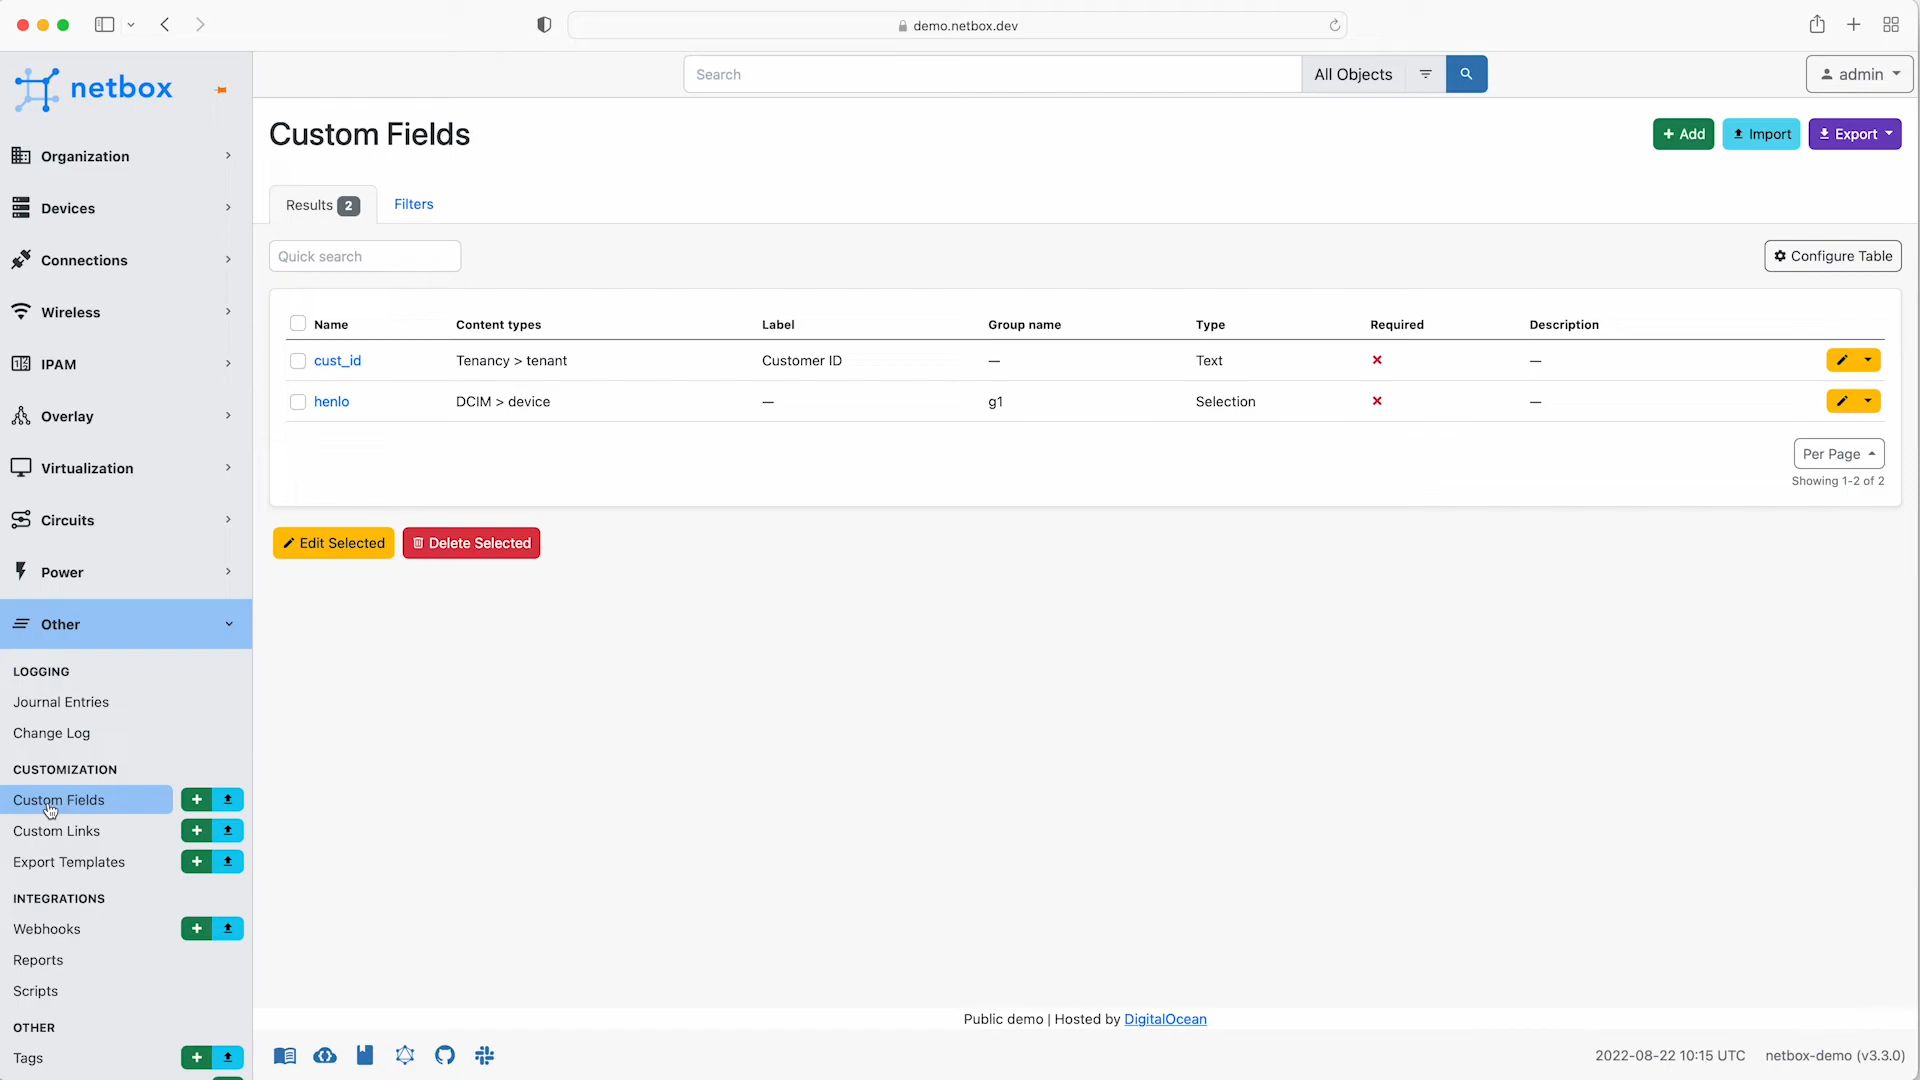 demo.netbox.dev
netbox
Search
All Objects
admin
Organization
Devices
Connections
Wireless
IPAM
Overlay
Virtualization
Circuits
Power
Other
LOGGING
Journal Entries
Change Log
CUSTOMIZATION
Custom Fields
Custom Links
Export Templates
INTEGRATIONS
Webhooks
Reports
Scripts
OTHER
Tags
Custom Fields
+ Add
Import
Export
Results 2
Filters
Quick search
Configure Table
Name Content types Label Group name Type Required Description
cust_id Tenancy > tenant Customer ID — Text —
henlo DCIM > device — g1 Selection —
Per Page
Showing 1-2 of 2
Edit Selected
Delete Selected
Public demo | Hosted by DigitalOcean
2022-08-22 10:15 UTC netbox-demo (v3.3.0)